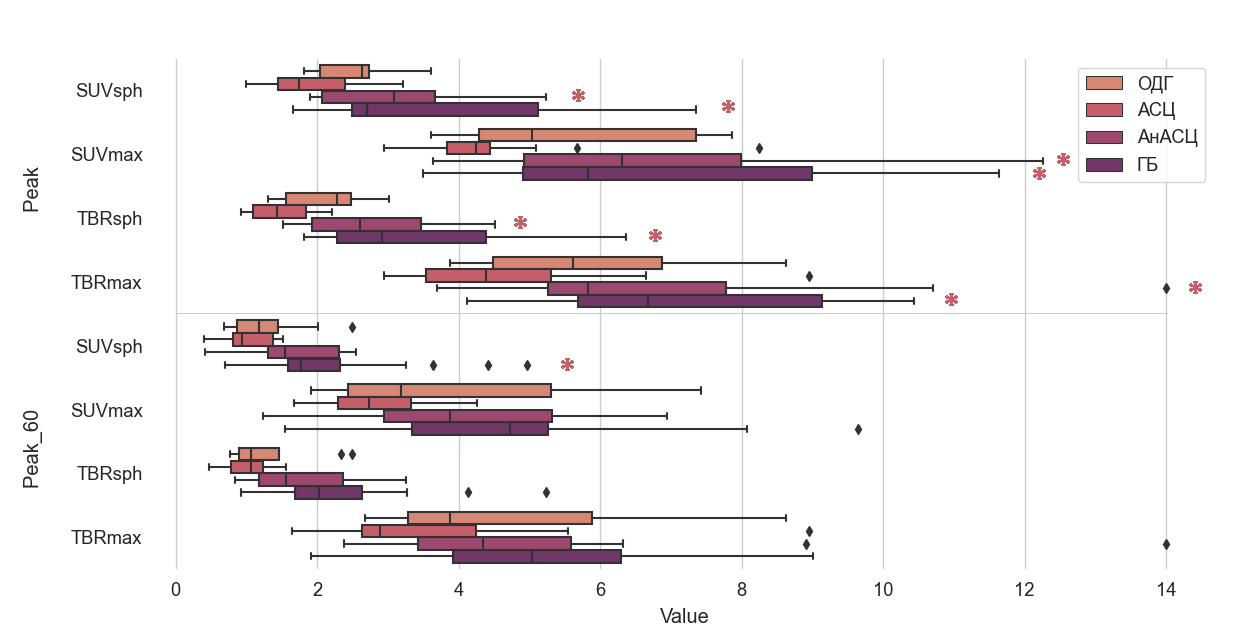 Peak
SUVsph
SUVmax
TBRsph
TBRmax
Peak_60
SUVsph
SUVmax
TBRsph
TBRmax
ОДГ
АСЦ
АнАСЦ
ГБ
0 2 4 6 8 10 12 14
Value